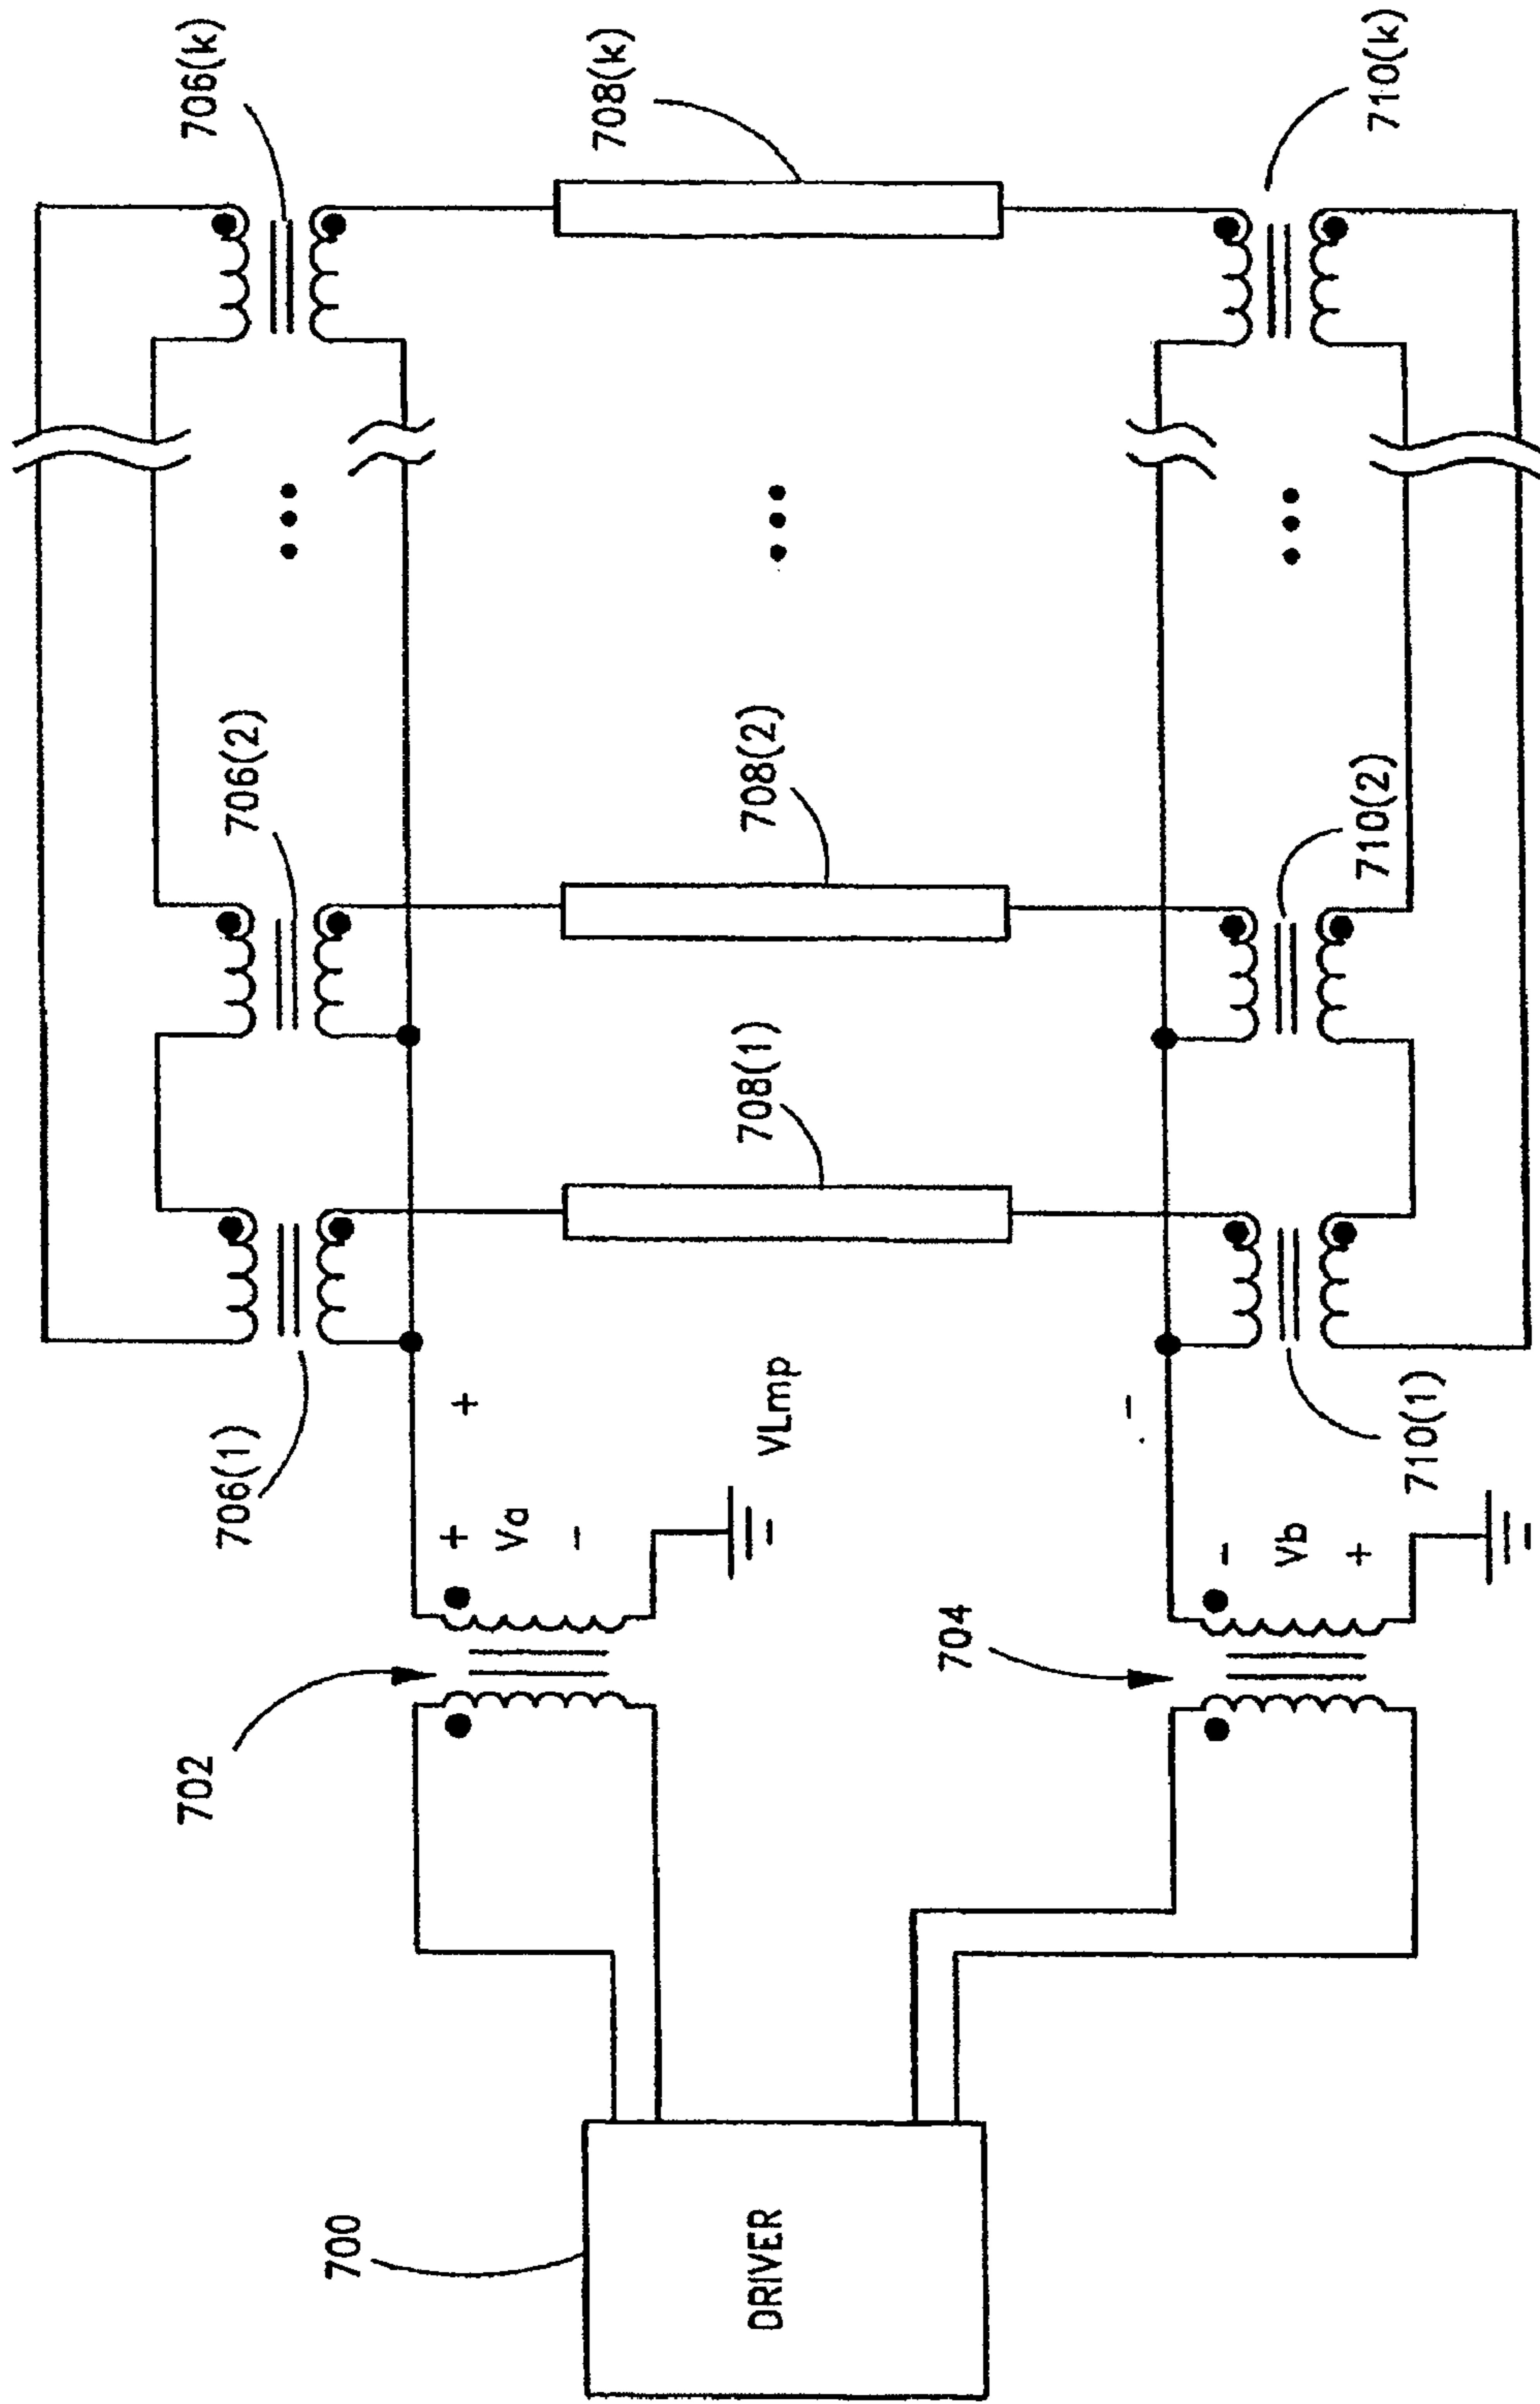 700
DRIVER
702
704
+
Va
-
-
Vb
+
+
VLmp
-
706(1)
706(2)
706(k)
708(1)
708(2)
708(k)
710(1)
710(2)
710(k)